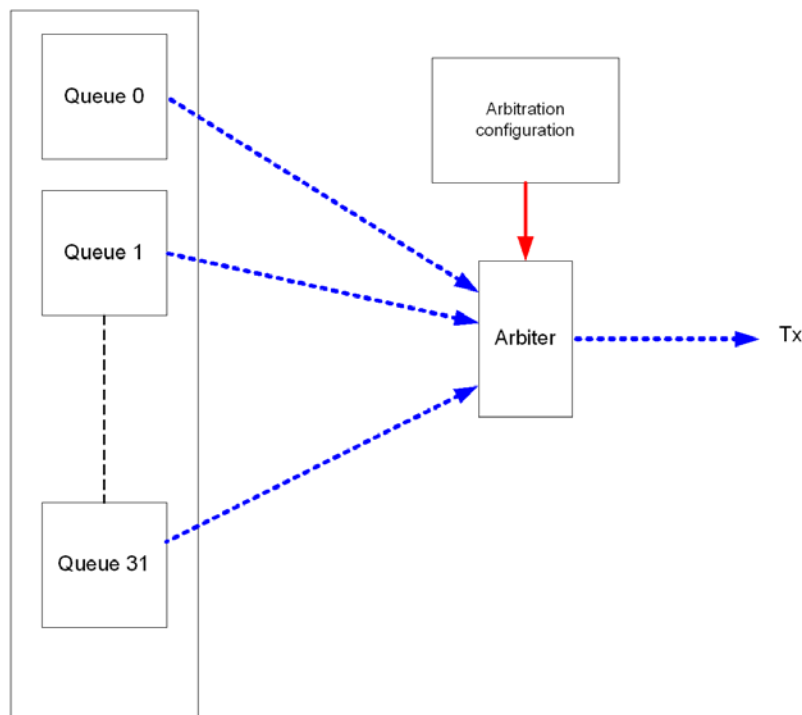 Queue 0
Arbitration
configuration
Queue 1
Arbiter
Tx
Queue 31